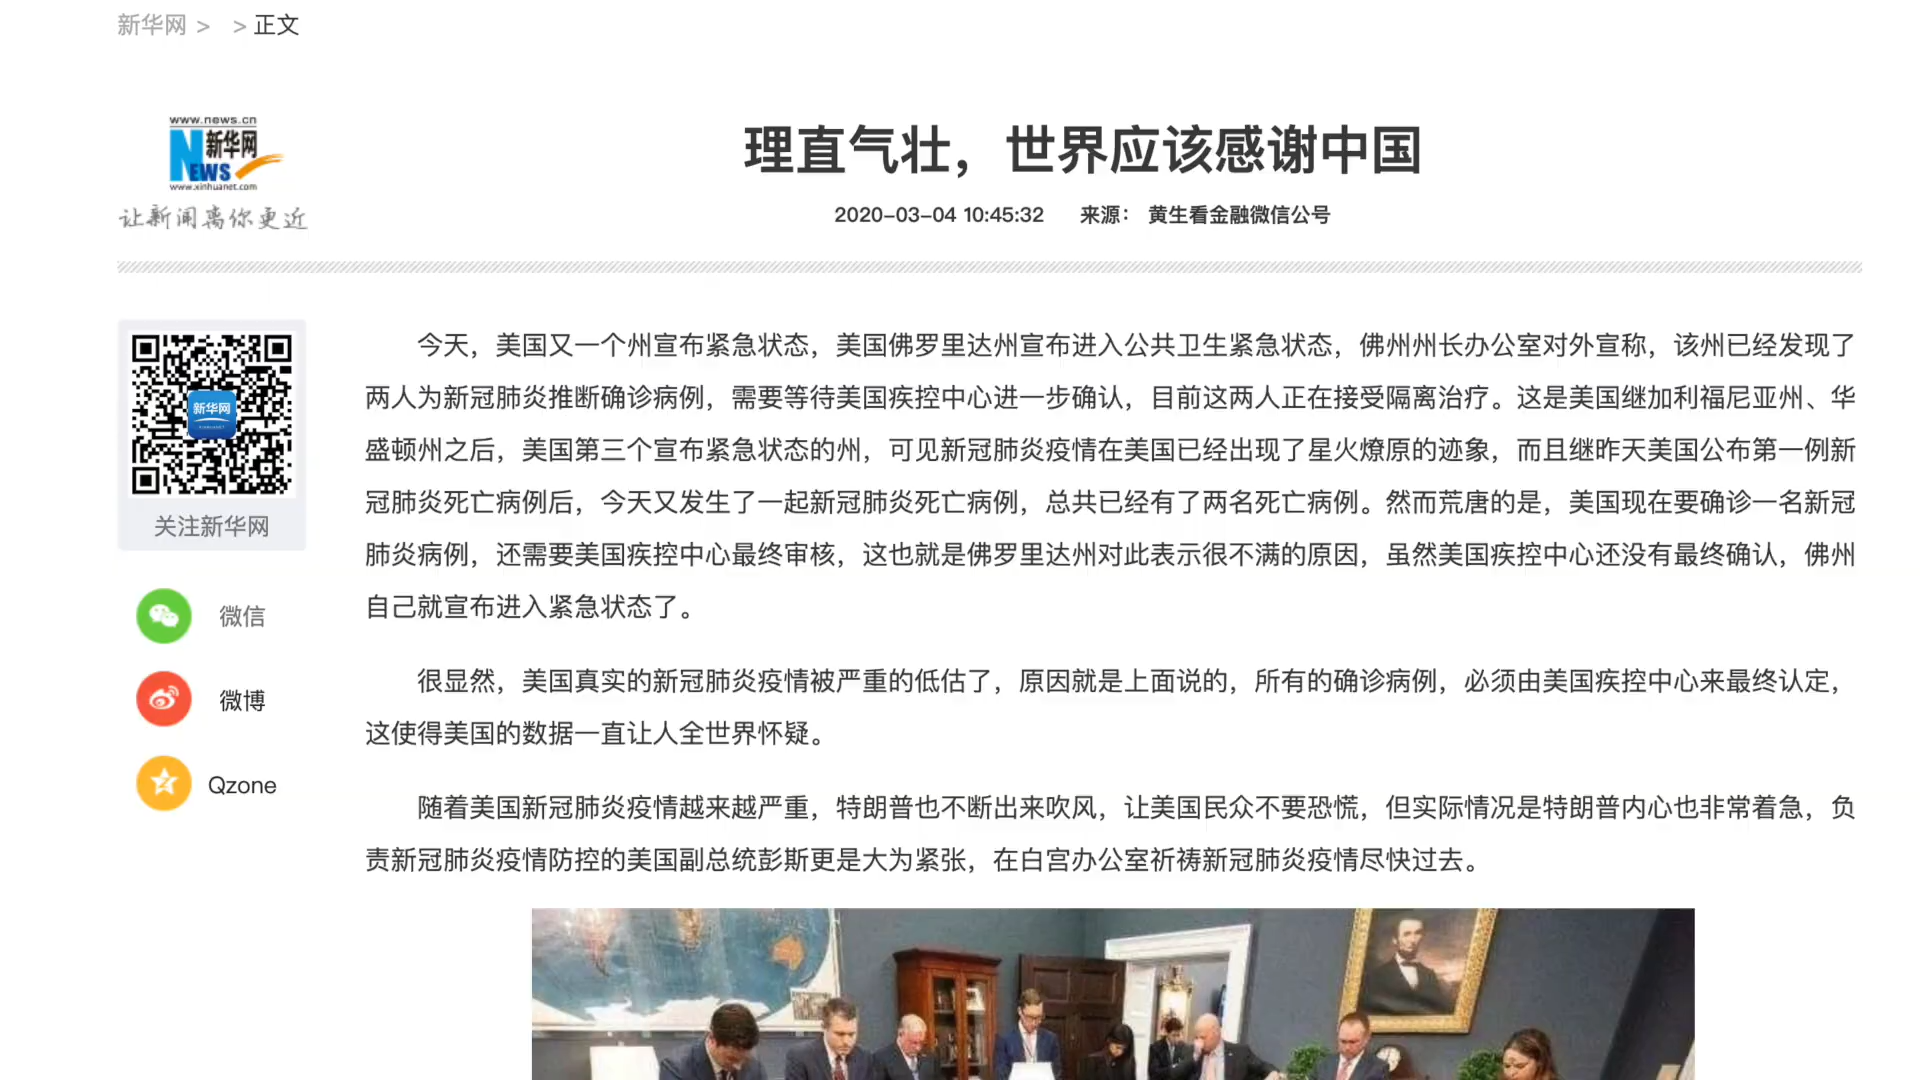 新华网 > > 正文
www.news.cn
新华网
NEWS
www.xinhuanet.com
让新闻离你更近
理直气壮，世界应该感谢中国
2020-03-04 10:45:32 来源： 黄生看金融微信公号
新华网
关注新华网
微信
微博
Qzone
今天，美国又一个州宣布紧急状态，美国佛罗里达州宣布进入公共卫生紧急状态，佛州州长办公室对外宣称，该州已经发现了
两人为新冠肺炎推断确诊病例，需要等待美国疾控中心进一步确认，目前这两人正在接受隔离治疗。这是美国继加利福尼亚州、华
盛顿州之后，美国第三个宣布紧急状态的州，可见新冠肺炎疫情在美国已经出现了星火燎原的迹象，而且继昨天美国公布第一例新
冠肺炎死亡病例后，今天又发生了一起新冠肺炎死亡病例，总共已经有了两名死亡病例。然而荒唐的是，美国现在要确诊一名新冠
肺炎病例，还需要美国疾控中心最终审核，这也就是佛罗里达州对此表示很不满的原因，虽然美国疾控中心还没有最终确认，佛州
自己就宣布进入紧急状态了。
很显然，美国真实的新冠肺炎疫情被严重的低估了，原因就是上面说的，所有的确诊病例，必须由美国疾控中心来最终认定，
这使得美国的数据一直让人全世界怀疑。
随着美国新冠肺炎疫情越来越严重，特朗普也不断出来吹风，让美国民众不要恐慌，但实际情况是特朗普内心也非常着急，负
责新冠肺炎疫情防控的美国副总统彭斯更是大为紧张，在白宫办公室祈祷新冠肺炎疫情尽快过去。